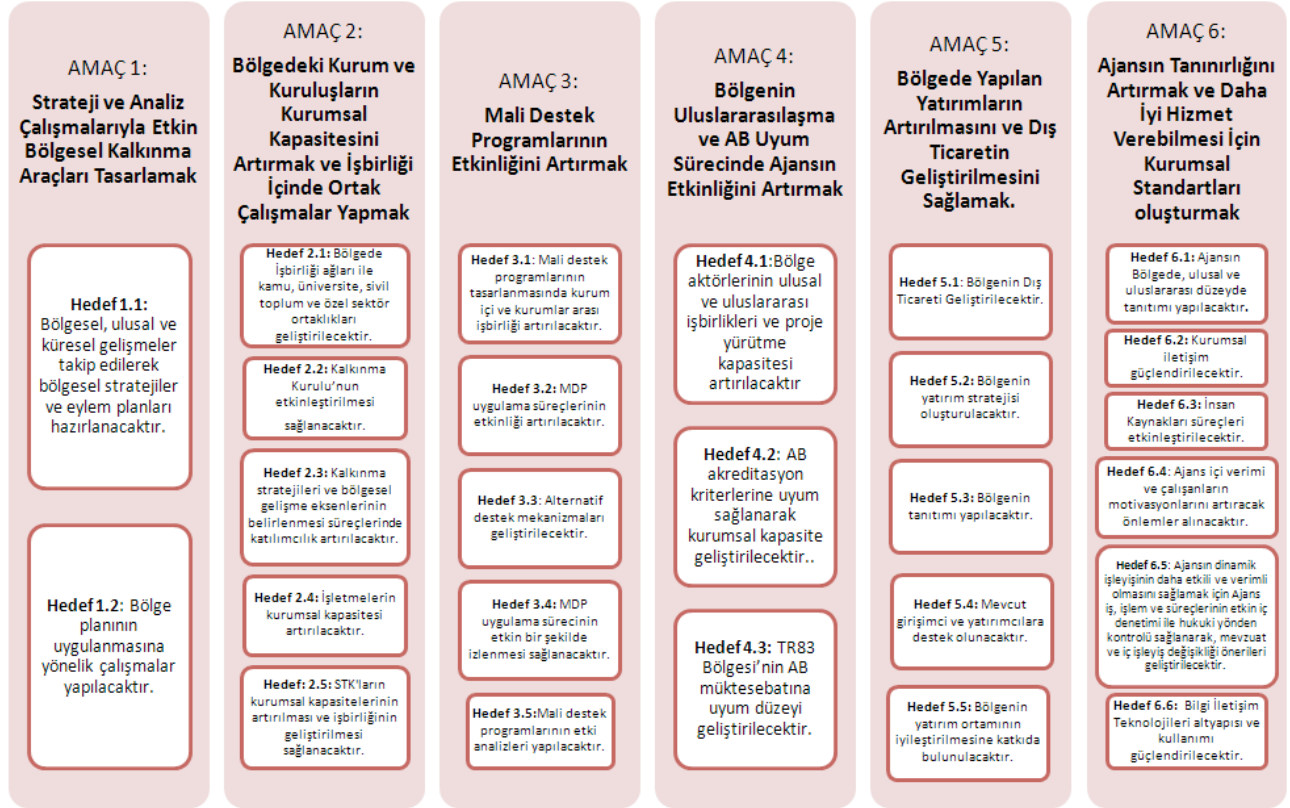 AMAÇ 1:
Strateji ve Analiz
Çalışmalarıyla Etkin
Bölgesel Kalkınma
Araçları Tasarlamak
Hedef 1.1:
Bölgesel, ulusal ve
küresel gelişmeler
takip edilerek
bölgesel stratejiler
ve eylem planları
hazırlanacaktır.
Hedef 1.2: Bölge
planının
uygulanmasına
yönelik çalışmalar
yapılacaktır.
AMAÇ 2:
Bölgedeki Kurum ve
Kuruluşların
Kurumsal
Kapasitesini
Artırmak ve İşbirliği
İçinde Ortak
Çalışmalar Yapmak
Hedef 2.1: Bölgede
İşbirliği ağları ile
kamu, üniversite, sivil
toplum ve özel sektör
ortaklıkları
geliştirilecektir.
Hedef 2.2: Kalkınma
Kurulu’nun
etkinleştirilmesi
sağlanacaktır.
Hedef 2.3: Kalkınma
stratejileri ve bölgesel
gelişme eksenlerinin
belirlenmesi süreçlerinde
katılımcılık artırılacaktır.
Hedef 2.4: İşletmelerin
kurumsal kapasitesi
artırılacaktır.
Hedef: 2.5: STK'ların
kurumsal kapasitelerinin
artırılması ve işbirliğinin
geliştirilmesi
sağlanacaktır.
AMAÇ 3:
Mali Destek
Programlarının
Etkinliğini Artırmak
Hedef 3.1: Mali destek
programlarının
tasarlanmasında kurum
içi ve kurumlar arası
işbirliği artırılacaktır.
Hedef 3.2: MDP
uygulama süreçlerinin
etkinliği artırılacaktır.
Hedef 3.3: Alternatif
destek mekanizmaları
geliştirilecektir.
Hedef 3.4: MDP
uygulama sürecinin
etkin bir şekilde
izlenmesi sağlanacaktır.
Hedef 3.5:Mali destek
programlarının etki
analizleri yapılacaktır.
AMAÇ 4:
Bölgenin
Uluslararasılaşma
ve AB Uyum
Sürecinde Ajansın
Etkinliğini Artırmak
Hedef 4.1:Bölge
aktörlerinin ulusal
ve uluslararası
işbirlikleri ve proje
yürütme
kapasitesi
artırılacaktır
Hedef 4.2: AB
akreditasyon
kriterlerine uyum
sağlanarak
kurumsal kapasite
geliştirilecektir..
Hedef 4.3: TR83
Bölgesi’nin AB
müktesebatına
uyum düzeyi
geliştirilecektir.
AMAÇ 5:
Bölgede Yapılan
Yatırımların
Artırılmasını ve Dış
Ticaretin
Geliştirilmesini
Sağlamak.
Hedef 5.1: Bölgenin Dış
Ticareti Geliştirilecektir.
Hedef 5.2: Bölgenin
yatırım stratejisi
oluşturulacaktır.
Hedef 5.3: Bölgenin
tanıtımı yapılacaktır.
Hedef 5.4: Mevcut
girişimci ve yatırımcılara
destek olunacaktır.
Hedef 5.5: Bölgenin
yatırım ortamının
iyileştirilmesine katkıda
bulunulacaktır.
AMAÇ 6:
Ajansın Tanınırlığını
Artırmak ve Daha
İyi Hizmet
Verebilmesi İçin
Kurumsal
Standartları
oluşturmak
Hedef 6.1: Ajansın
Bölgede, ulusal ve
uluslararası düzeyde
tanıtımı yapılacaktır.
Hedef 6.2: Kurumsal
iletişim
güçlendirilecektir.
Hedef 6.3: İnsan
Kaynakları süreçleri
etkinleştirilecektir.
Hedef 6.4: Ajans içi verimi
ve çalışanların
motivasyonlarını artıracak
önlemler alınacaktır.
Hedef 6.5: Ajansın dinamik
işleyişinin daha etkili ve verimli
olmasını sağlamak için Ajans
iş, işlem ve süreçlerinin etkin iç
denetimi ile hukuki yönden
kontrolü sağlanarak, mevzuat
ve iç işleyiş değişikliği önerileri
geliştirilecektir.
Hedef 6.6: Bilgi İletişim
Teknolojileri altyapısı ve
kullanımı
güçlendirilecektir.